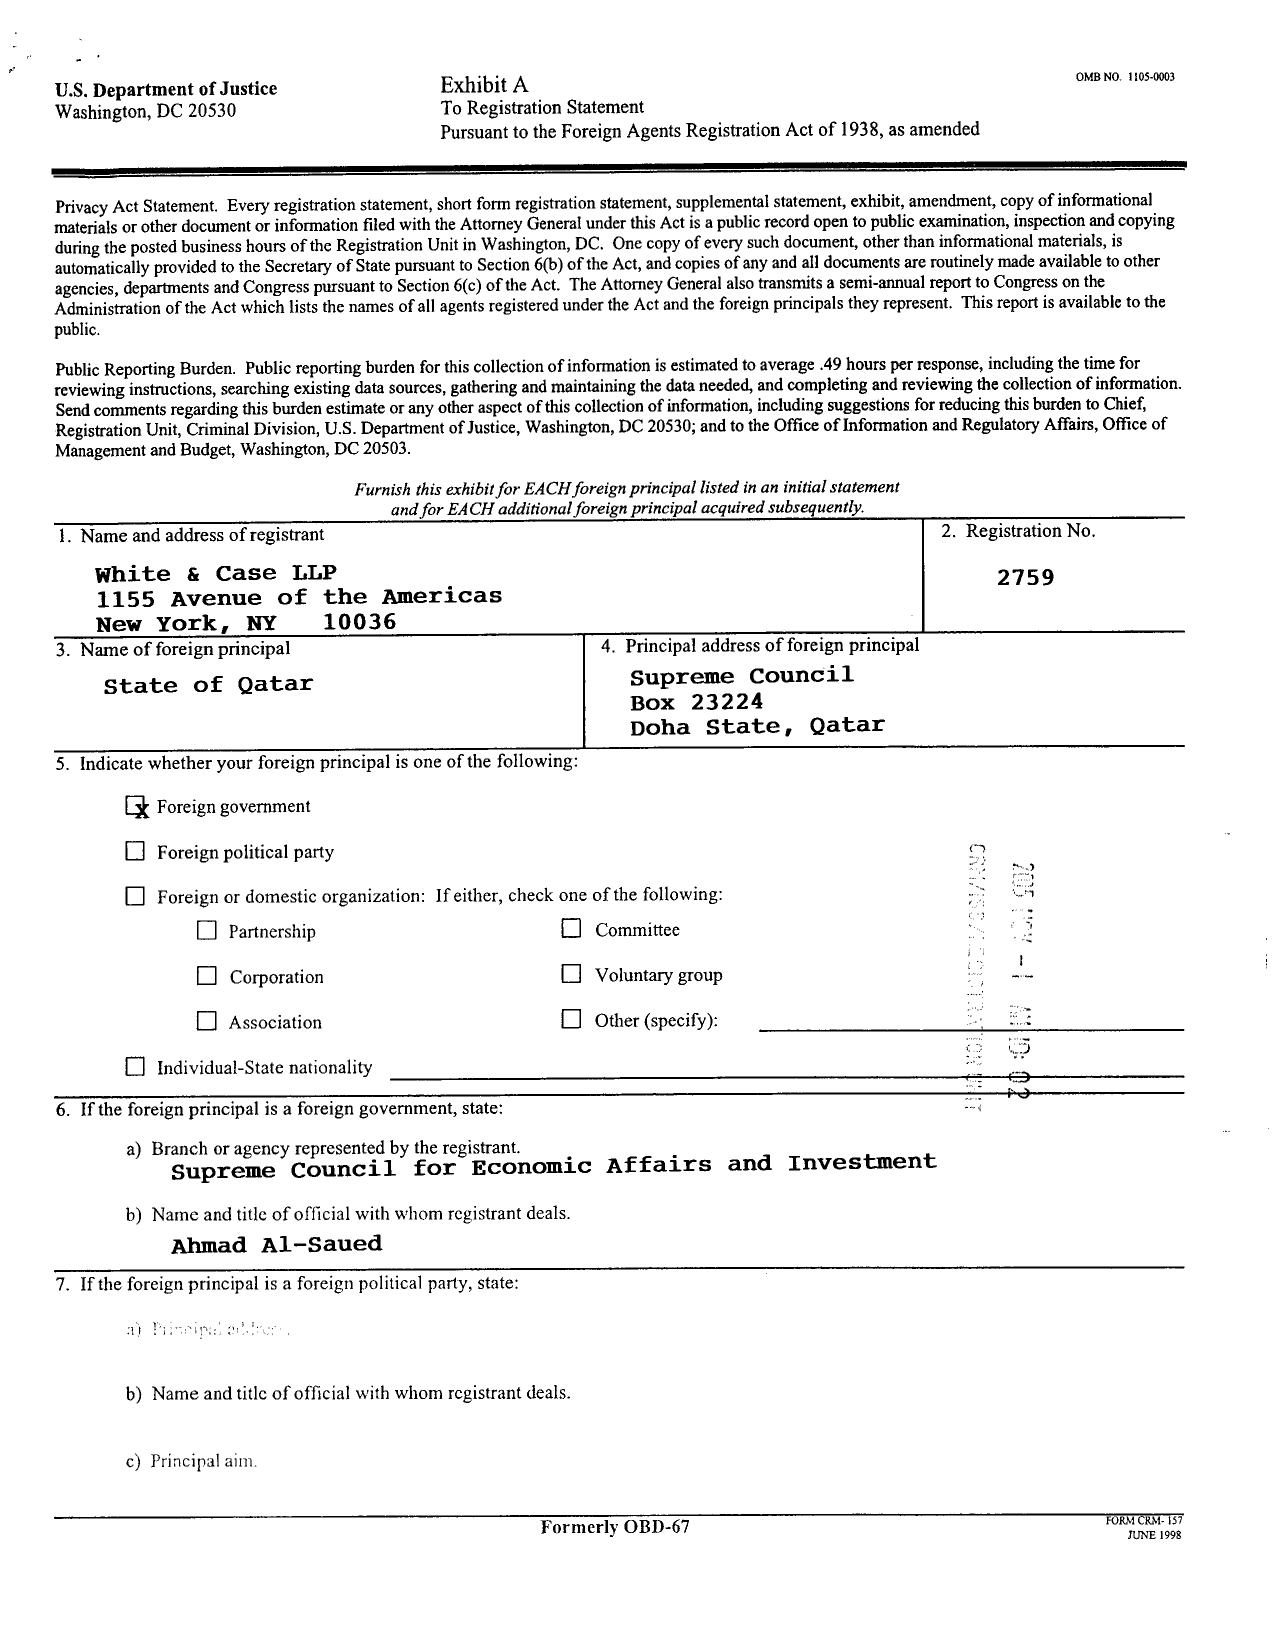 U.S. Department of Justice
Washington, DC 20530
Exhibit A
To Registration Statement
Pursuant to the Foreign Agents Registration Act of 1938, as amended
OMB NO. 1105-0003
Privacy Act Statement. Every registration statement, short form registration statement, supplemental statement, exhibit, amendment, copy of informational
materials or other document or information filed with the Attorney General under this Act is a public record open to public examination, inspection and copying
during the posted business hours of the Registration Unit in Washington, DC. One copy of every such document, other than informational materials, is
automatically provided to the Secretary of State pursuant to Section 6(b) of the Act, and copies of any and all documents are routinely made available to other
agencies, departments and Congress pursuant to Section 6(c) of the Act. The Attorney General also transmits a semi-annual report to Congress on the
Administration of the Act which lists the names of all agents registered under the Act and the foreign principals they represent. This report is available to the
public.
Public Reporting Burden. Public reporting burden for this collection of information is estimated to average .49 hours per response, including the time for
reviewing instructions, searching existing data sources, gathering and maintaining the data needed, and completing and reviewing the collection of information.
Send comments regarding this burden estimate or any other aspect of this collection of information, including suggestions for reducing this burden to Chief,
Registration Unit, Criminal Division, U.S. Department of Justice, Washington, DC 20530; and to the Office of Information and Regulatory Affairs, Office of
Management and Budget, Washington, DC 20503.
Furnish this exhibit for EACH foreign principal listed in an initial statement
and for EACH additional foreign principal acquired subsequently.
1. Name and address of registrant
White & Case LLP
1155 Avenue of the Americas
New York, NY 10036
2. Registration No.
2759
3. Name of foreign principal
State of Qatar
4. Principal address of foreign principal
Supreme Council
Box 23224
Doha State, Qatar
5. Indicate whether your foreign principal is one of the following:
x Foreign government
Foreign political party
Foreign or domestic organization: If either, check one of the following:
Partnership
Committee
Corporation
Voluntary group
Association
Other (specify):
Individual-State nationality
6. If the foreign principal is a foreign government, state:
a) Branch or agency represented by the registrant.
Supreme Council for Economic Affairs and Investment
b) Name and title of official with whom registrant deals.
Ahmad Al-Saued
7. If the foreign principal is a foreign political party, state:
a) Principal address.
b) Name and title of official with whom registrant deals.
c) Principal aim.
Formerly OBD-67
FORM CRM-157
JUNE 1998